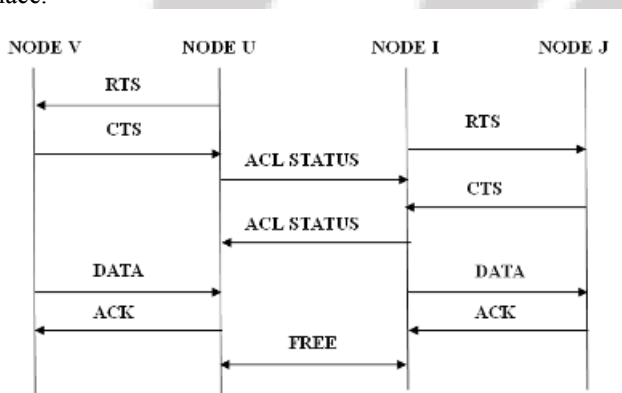 NODE V NODE U NODE I NODE J
RTS
RTS
CTS
ACL STATUS
CTS
ACL STATUS
DATA DATA
ACK ACK
FREE